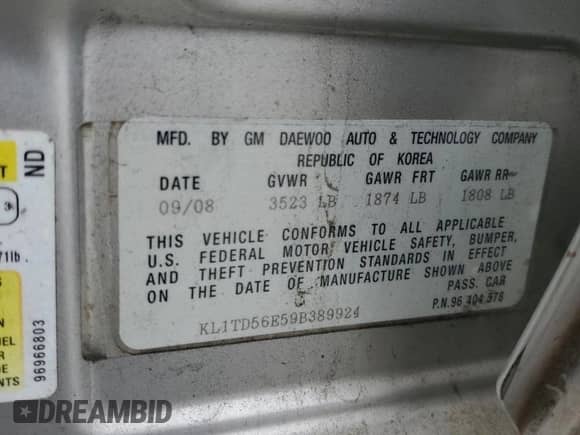 MFD. BY GM DAEWOO AUTO & TECHNOLOGY COMPANY
REPUBLIC OF KOREA
DATE GVWR GAWR FRT GAWR RR
09/08 3523 LB 1874 LB 1808 LB
THIS VEHICLE CONFORMS TO ALL APPLICABLE
U.S. FEDERAL MOTOR VEHICLE SAFETY, BUMPER,
AND THEFT PREVENTION STANDARDS IN EFFECT
ON THE DATE OF MANUFACTURE SHOWN ABOVE
PASS. CAR
P.N. 96 404 578
KL1TD56E59B389924
ND
71lb.
96966803
DREAMBID